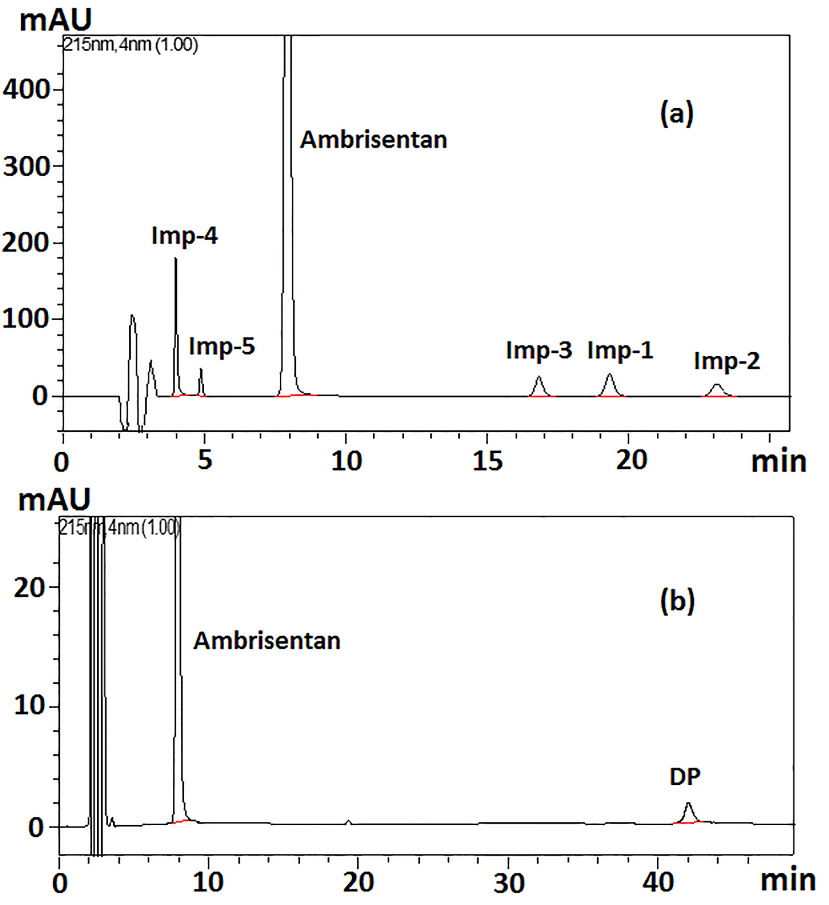 mAU
215nm,4nm (1.00)
(a)
400
Ambrisentan
300
Imp-4
200
100
Imp-5
Imp-3 Imp-1 Imp-2
0
0 5 10 15 20 min
mAU
215nm,4nm (1.00)
20
(b)
Ambrisentan
10
DP
0
0 10 20 30 40 min